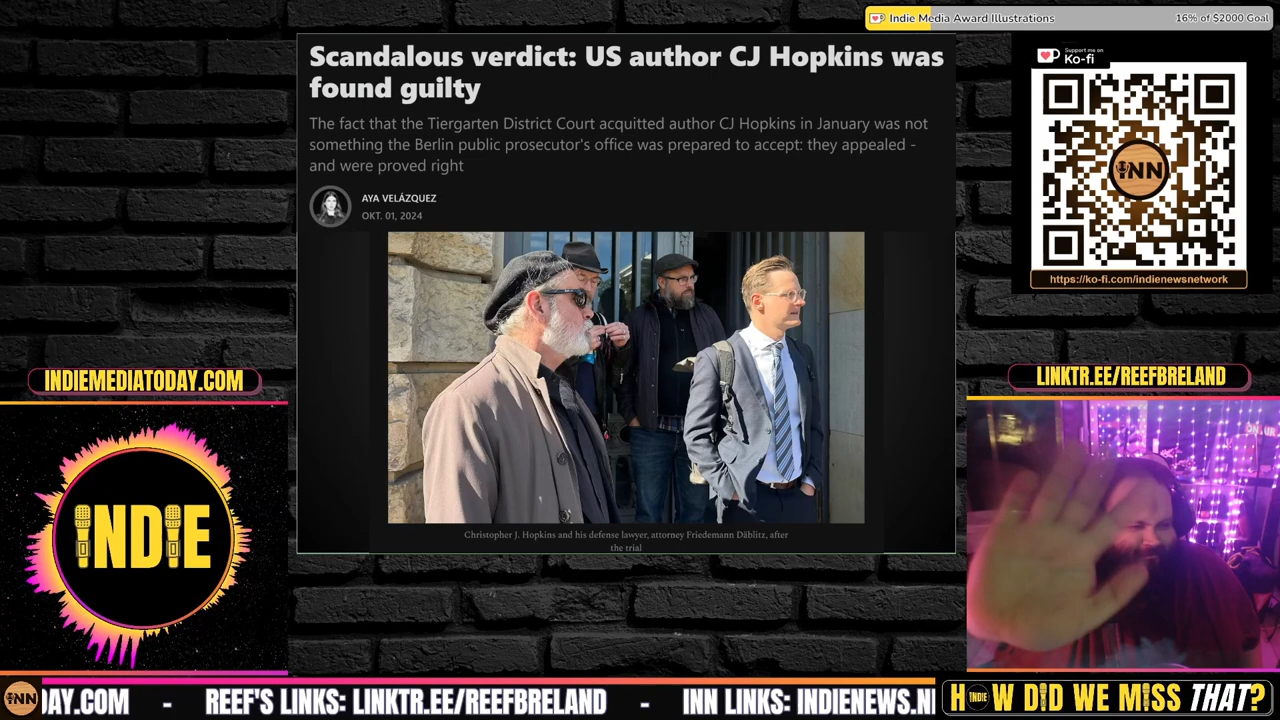 Indie Media Award Illustrations
16% of $2000 Goal
Scandalous verdict: US author CJ Hopkins was
found guilty
The fact that the Tiergarten District Court acquitted author CJ Hopkins in January was not
something the Berlin public prosecutor's office was prepared to accept: they appealed -
and were proved right
AYA VELÁZQUEZ
OKT. 01, 2024
Christopher J. Hopkins and his defense lawyer, attorney Friedemann Däblitz, after
the trial
Support me on
Ko-fi
INN
https://ko-fi.com/indienewsnetwork
INDIEMEDIATODAY.COM
LINKTR.EE/REEFBRELAND
INDIE
INN
DAY.COM - REEF'S LINKS: LINKTR.EE/REEFBRELAND - INN LINKS: INDIENEWS.N
HOW DID WE MISS THAT?